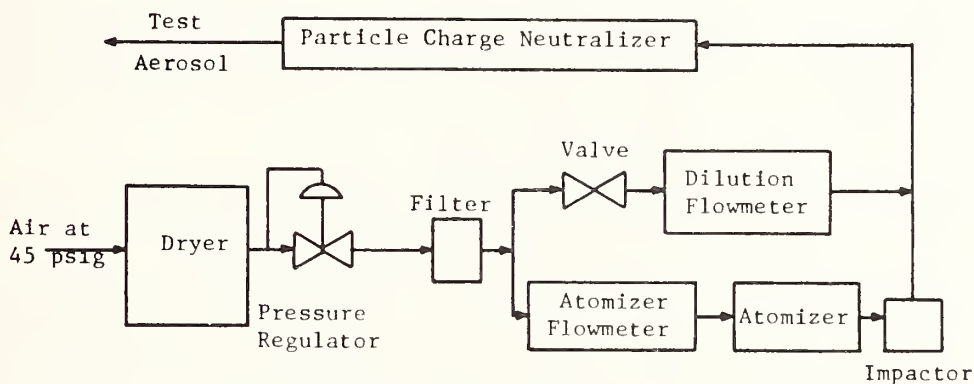 Test
Aerosol
Particle Charge Neutralizer
Valve
Dilution
Flowmeter
Filter
Air at
45 psig
Dryer
Pressure
Regulator
Atomizer
Flowmeter
Atomizer
Impactor